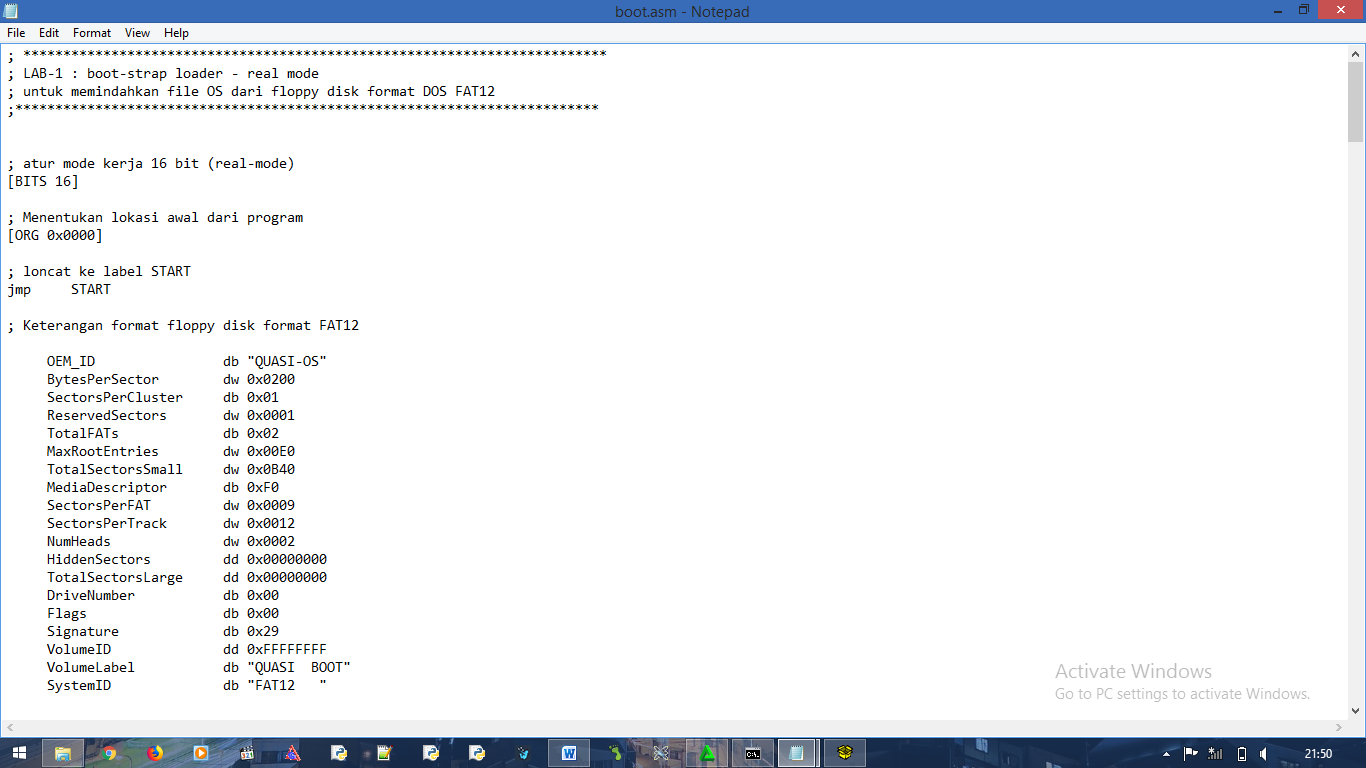 boot.asm - Notepad
File Edit Format View Help
; *************************************************************************
; LAB-1 : boot-strap loader - real mode
; untuk memindahkan file OS dari floppy disk format DOS FAT12
;*************************************************************************
; atur mode kerja 16 bit (real-mode)
[BITS 16]
; Menentukan lokasi awal dari program
[ORG 0x0000]
; loncat ke label START
jmp     START
; Keterangan format floppy disk format FAT12
OEM_ID                db "QUASI-OS"
BytesPerSector        dw 0x0200
SectorsPerCluster     db 0x01
ReservedSectors       dw 0x0001
TotalFATs             db 0x02
MaxRootEntries        dw 0x00E0
TotalSectorsSmall     dw 0x0B40
MediaDescriptor       db 0xF0
SectorsPerFAT         dw 0x0009
SectorsPerTrack       dw 0x0012
NumHeads              dw 0x0002
HiddenSectors         dd 0x00000000
TotalSectorsLarge     dd 0x00000000
DriveNumber           db 0x00
Flags                 db 0x00
Signature             db 0x29
VolumeID              dd 0xFFFFFFFF
VolumeLabel           db "QUASI  BOOT"
SystemID              db "FAT12   "
Activate Windows
Go to PC settings to activate Windows.
21:50